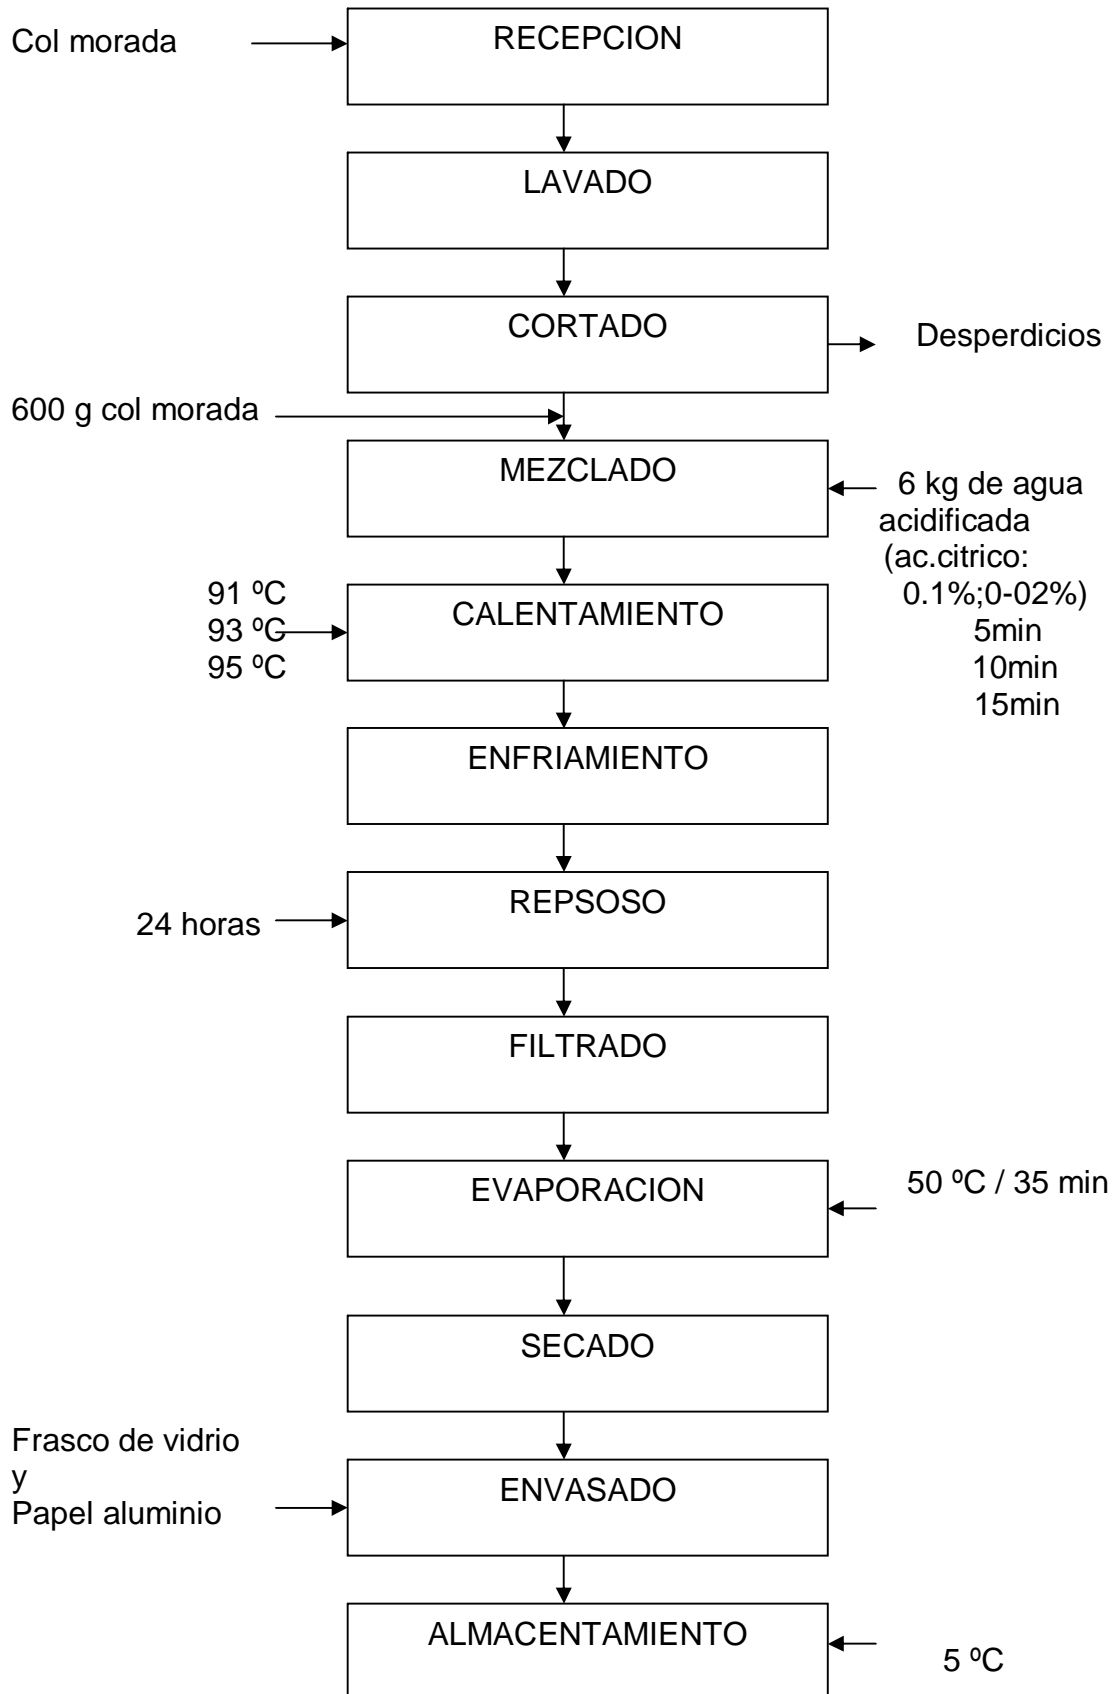 Col morada
RECEPCION
LAVADO
CORTADO
Desperdicios
600 g col morada
MEZCLADO
6 kg de agua
acidificada
(ac.citrico:
0.1%;0-02%)
5min
10min
15min
91 ºC
93 ºC
95 ºC
CALENTAMIENTO
ENFRIAMIENTO
REPSOSO
24 horas
FILTRADO
EVAPORACION
50 ºC / 35 min
SECADO
Frasco de vidrio
y
Papel aluminio
ENVASADO
ALMACENTAMIENTO
5 ºC